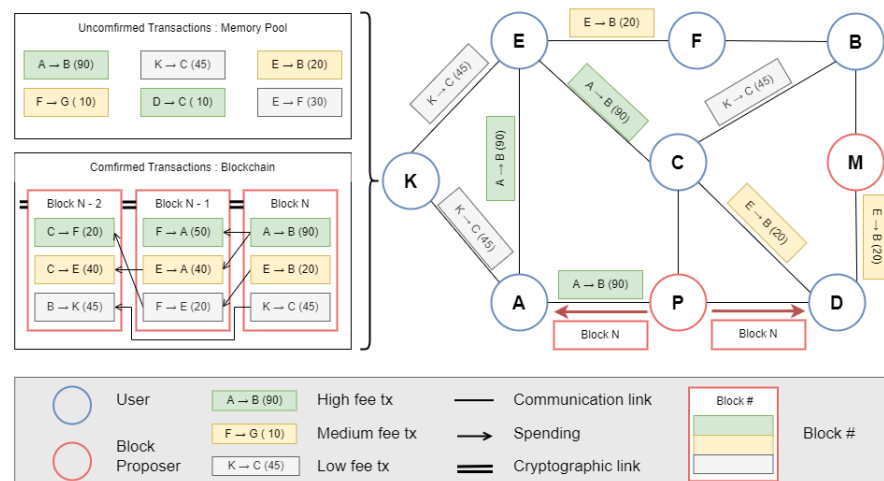 Uncomfirmed Transactions : Memory Pool
A → B (90)
K → C (45)
E → B (20)
F → G ( 10)
D → C ( 10)
E → F (30)
Comfirmed Transactions : Blockchain
Block N - 2
Block N - 1
Block N
C → F (20)
F → A (50)
A → B (90)
C → E (40)
E → A (40)
E → B (20)
B → K (45)
F → E (20)
K → C (45)
E
E → B (20)
F
B
K → C (45)
A → B (90)
K → C (45)
A → B (90)
K
C
M
K → C (45)
E → B (20)
E → B (20)
A
A → B (90)
P
D
Block N
Block N
User
A → B (90)
High fee tx
Communication link
Block #
Block #
Block
Proposer
F → G ( 10)
Medium fee tx
Spending
K → C (45)
Low fee tx
Cryptographic link